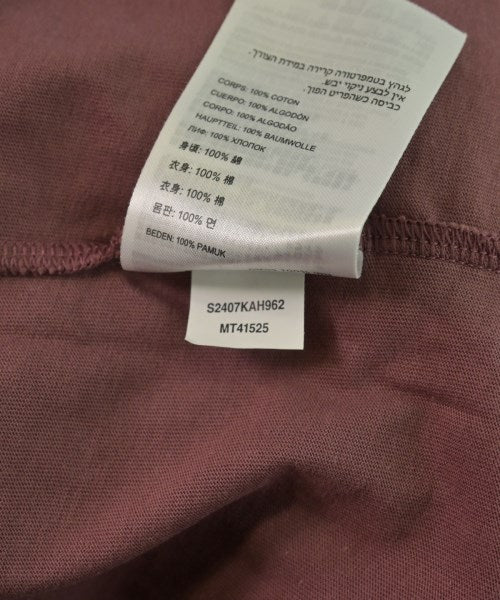 לגהץ בטמפרטורה קרירה במידת הצורך.
אין לבצע ניקוי יבש.
כביסה כשהפריט הפוך.
CORPS: 100% COTON
CUERPO: 100% ALGODÓN
CORPO: 100% ALGODÃO
HAUPTTEIL: 100% BAUMWOLLE
ЛИФ: 100% ХЛОПОК
身頃: 100% 綿
衣身: 100% 棉
衣身: 100% 棉
몸판: 100% 면
BEDEN: 100% PAMUK
S2407KAH962
MT41525